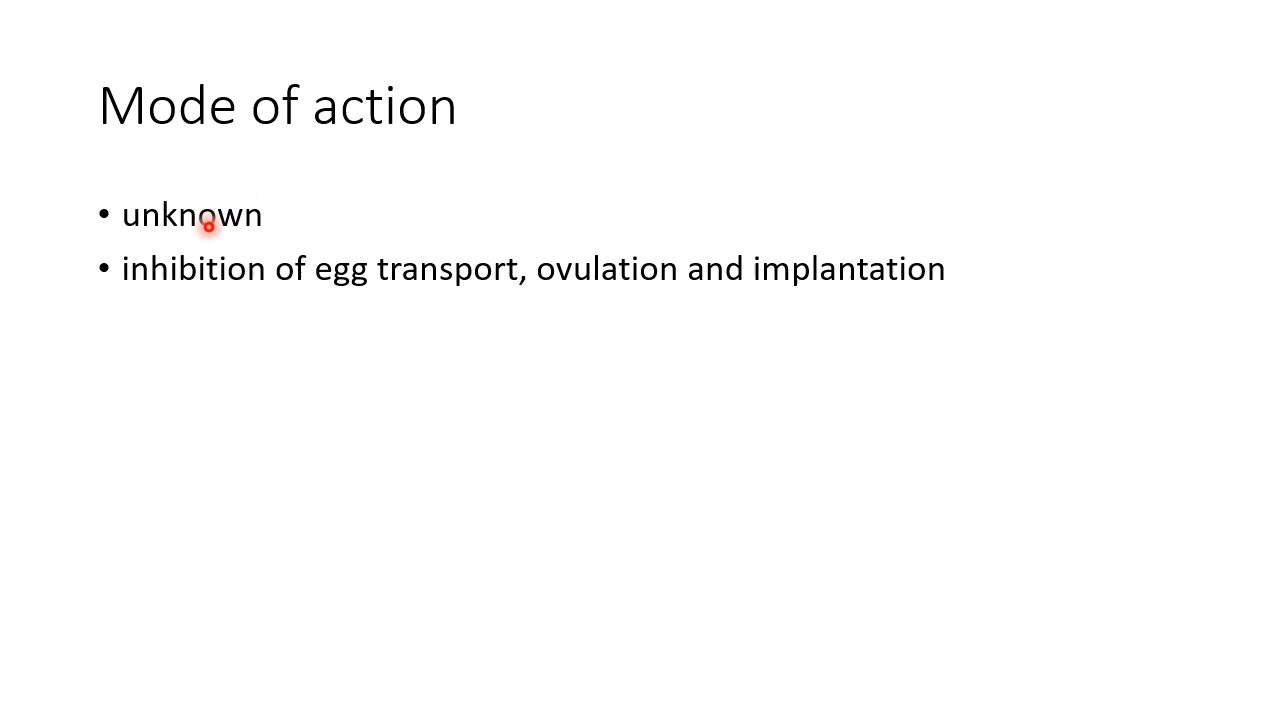 Mode of action
• unknown
• inhibition of egg transport, ovulation and implantation